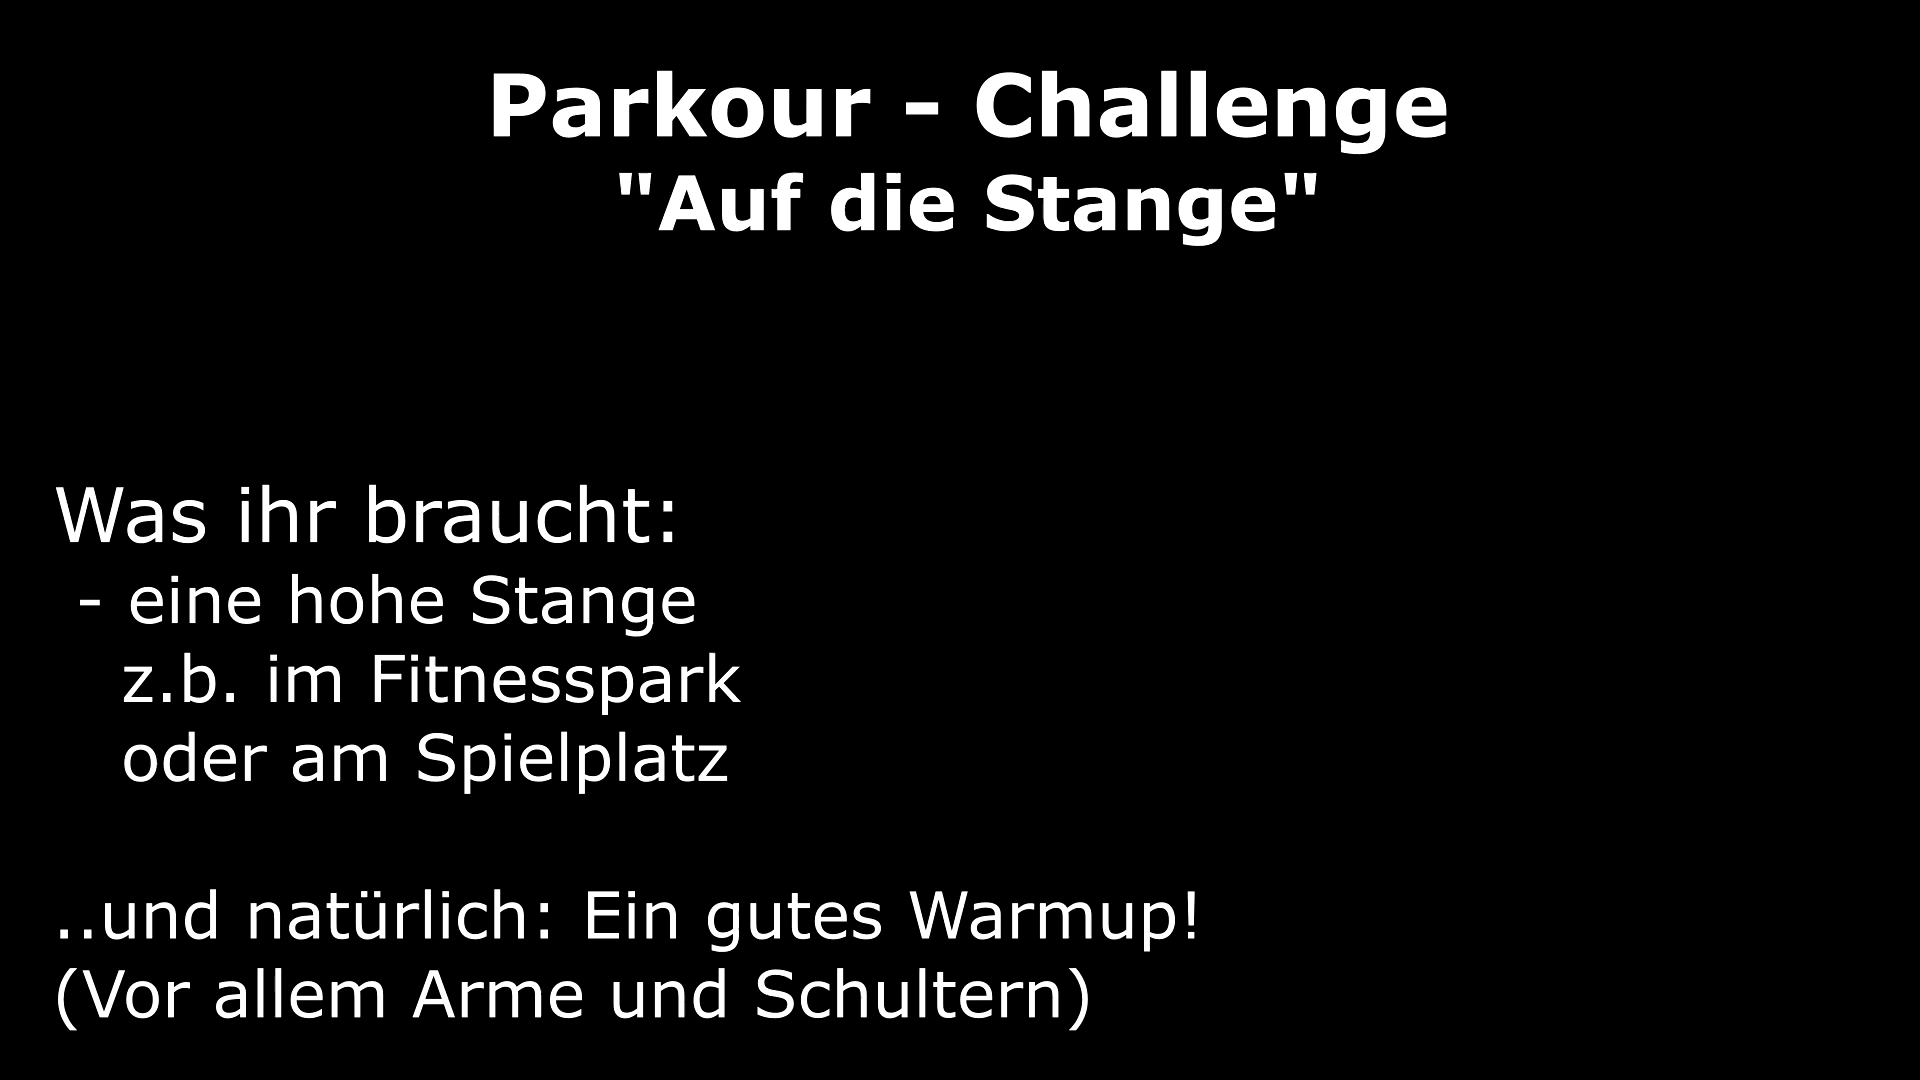 Parkour - Challenge
"Auf die Stange"
Was ihr braucht:
- eine hohe Stange
z.b. im Fitnesspark
oder am Spielplatz
..und natürlich: Ein gutes Warmup!
(Vor allem Arme und Schultern)